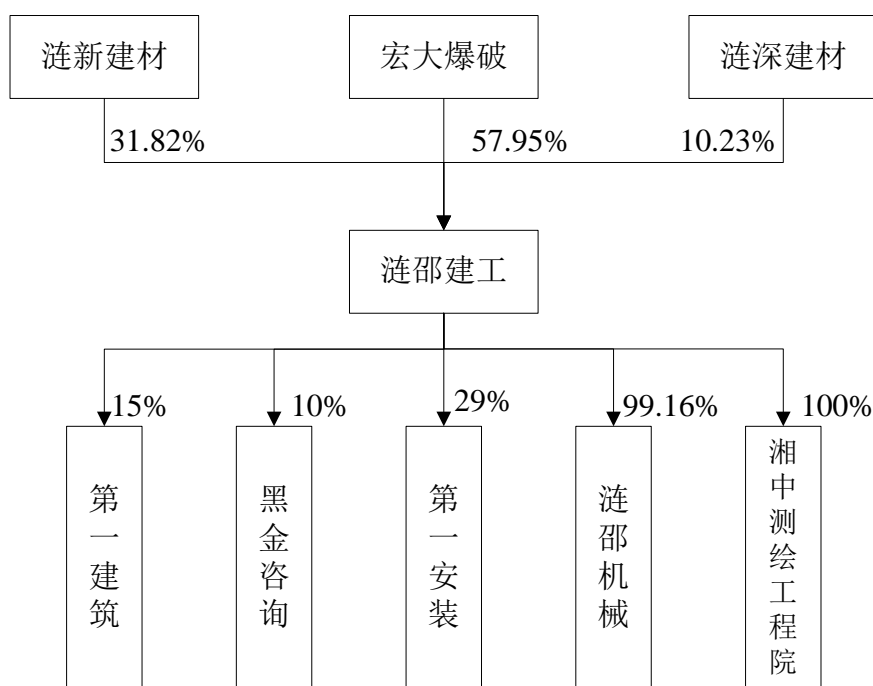 涟新建材
宏大爆破
涟深建材
31.82%
57.95%
10.23%
涟邵建工
15%
10%
29%
99.16%
100%
第一建筑
黑金咨询
第一安装
涟邵机械
湘中测绘工程院